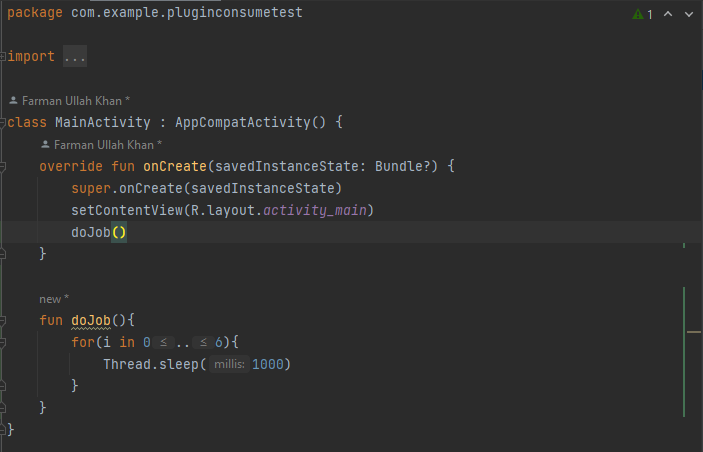 package com.example.pluginconsumetest
1
import ...
Farman Ullah Khan *
class MainActivity : AppCompatActivity() {
Farman Ullah Khan *
override fun onCreate(savedInstanceState: Bundle?) {
super.onCreate(savedInstanceState)
setContentView(R.layout.activity_main)
doJob()
}
new *
fun doJob(){
for(i in 0 ≤ .. ≤ 6){
Thread.sleep( millis: 1000)
}
}
}